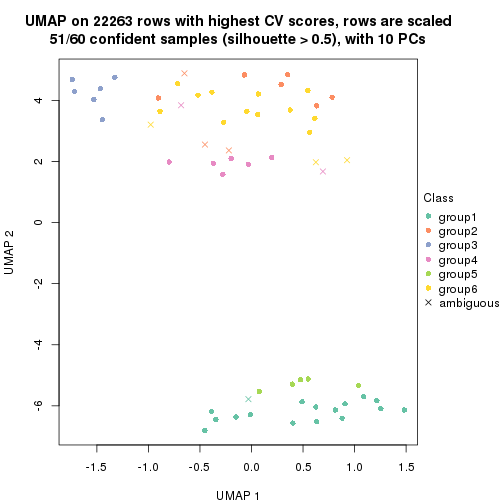 UMAP on 22263 rows with highest CV scores, rows are scaled
51/60 confident samples (silhouette > 0.5), with 10 PCs
4
2
0
-2
-4
-6
UMAP 2
-1.5 -1.0 -0.5 0.0 0.5 1.0 1.5
UMAP 1
Class
group1
group2
group3
group4
group5
group6
ambiguous